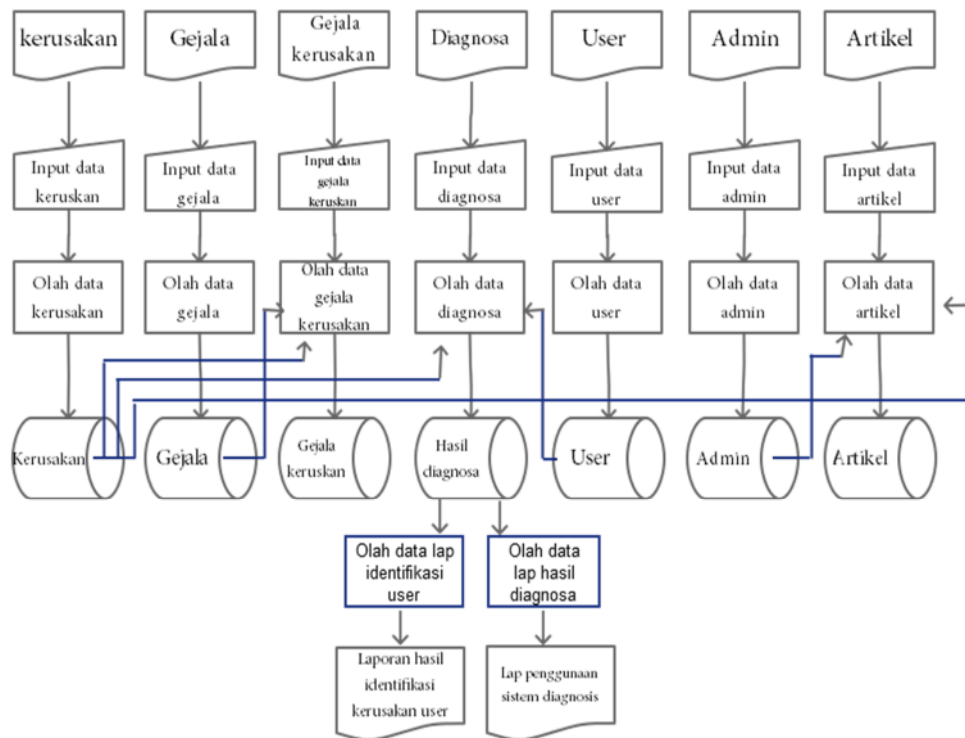 kerusakan
Gejala
Gejala
kerusakan
Diagnosa
User
Admin
Artikel
Input data
keruskan
Input data
gejala
Input data
gejala
keruskan
Input data
diagnosa
Input data
user
Input data
admin
Input data
artikel
Olah data
kerusakan
Olah data
gejala
Olah data
gejala
kerusakan
Olah data
diagnosa
Olah data
user
Olah data
admin
Olah data
artikel
Kerusakan
Gejala
Gejala
keruskan
Hasil
diagnosa
User
Admin
Artikel
Olah data lap
identifikasi
user
Olah data
lap hasil
diagnosa
Laporan hasil
identifikasi
kerusakan user
Lap penggunaan
sistem diagnosis